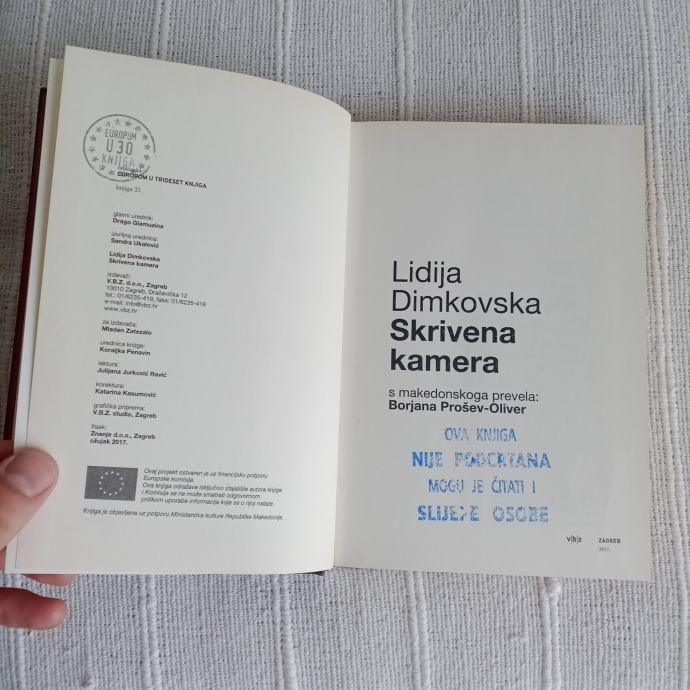 EUROPUM
U 30
KNJIGA
EUROPOM U TRIDESET KNJIGA
knjiga 21.
glavni urednik:
Drago Glamuzina
izvršna urednica:
Sandra Ukalović
Lidija Dimkovska
Skrivena kamera
izdavač:
V.B.Z. d.o.o., Zagreb
10010 Zagreb, Dračevička 12
tel.: 01/6235-419, faks: 01/6235-418
e-mail: info@vbz.hr
www.vbz.hr
za izdavača:
Mladen Zatezalo
urednica knjige:
Koraljka Penavin
lektura:
Julijana Jurković Ravić
korektura:
Katarina Kasumović
grafička priprema:
V.B.Z. studio, Zagreb
tisak:
Znanje d.o.o., Zagreb
ožujak 2017.
Ovaj projekt ostvaren je uz financijsku potporu
Europske komisije.
Ova knjiga odražava isključivo stajalište autora knjige
i Komisija se ne može smatrati odgovornom
prilikom uporabe informacija koje se u njoj nalaze.
Knjiga je objavljena uz potporu Ministarstva kulture Republike Makedonije.
Lidija
Dimkovska
Skrivena
kamera
s makedonskoga prevela:
Borjana Prošev-Oliver
OVA KNJIGA
NIJE PODCRTANA
MOGU JE ČITATI I
SLIJEPE OSOBE
v|b|z ZAGREB
2017.